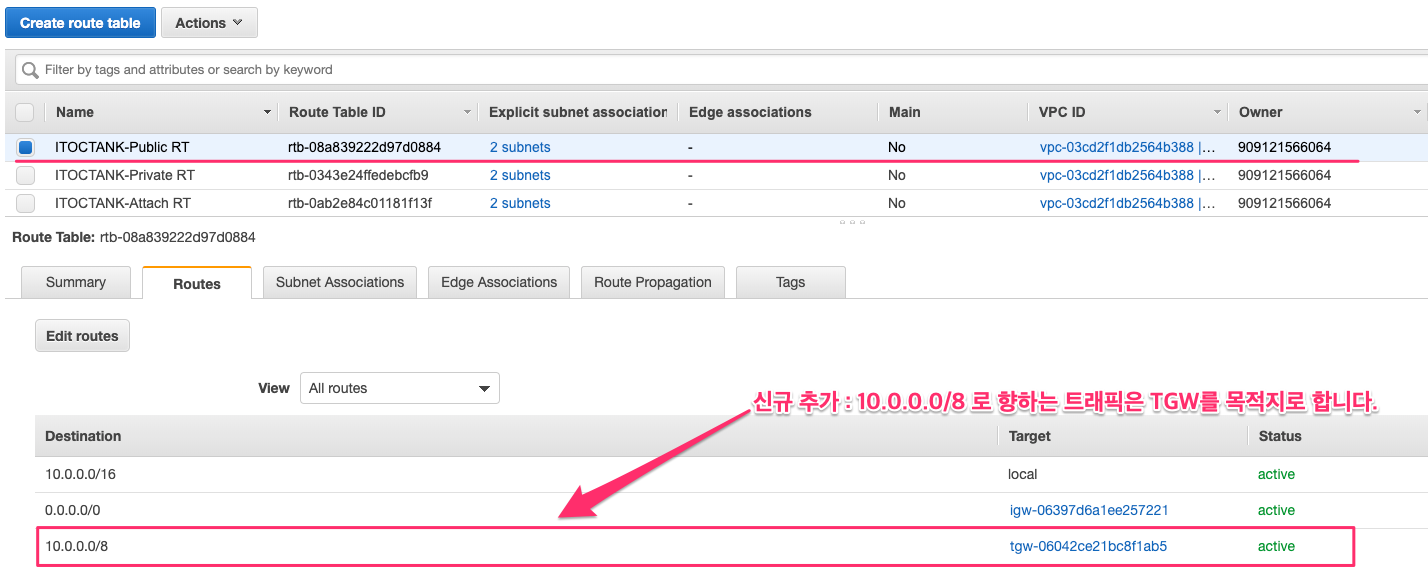 Create route table Actions
Filter by tags and attributes or search by keyword
Name Route Table ID Explicit subnet association Edge associations Main VPC ID Owner
ITOCTANK-Public RT rtb-08a839222d97d0884 2 subnets - No vpc-03cd2f1db2564b388 |... 909121566064
ITOCTANK-Private RT rtb-0343e24ffedebcfb9 2 subnets - No vpc-03cd2f1db2564b388 |... 909121566064
ITOCTANK-Attach RT rtb-0ab2e84c01181f13f 2 subnets - No vpc-03cd2f1db2564b388 |... 909121566064
Route Table: rtb-08a839222d97d0884
Summary Routes Subnet Associations Edge Associations Route Propagation Tags
Edit routes
View All routes
신규 추가 : 10.0.0.0/8 로 향하는 트래픽은 TGW를 목적지로 합니다.
Destination Target Status
10.0.0.0/16 local active
0.0.0.0/0 igw-06397d6a1ee257221 active
10.0.0.0/8 tgw-06042ce21bc8f1ab5 active